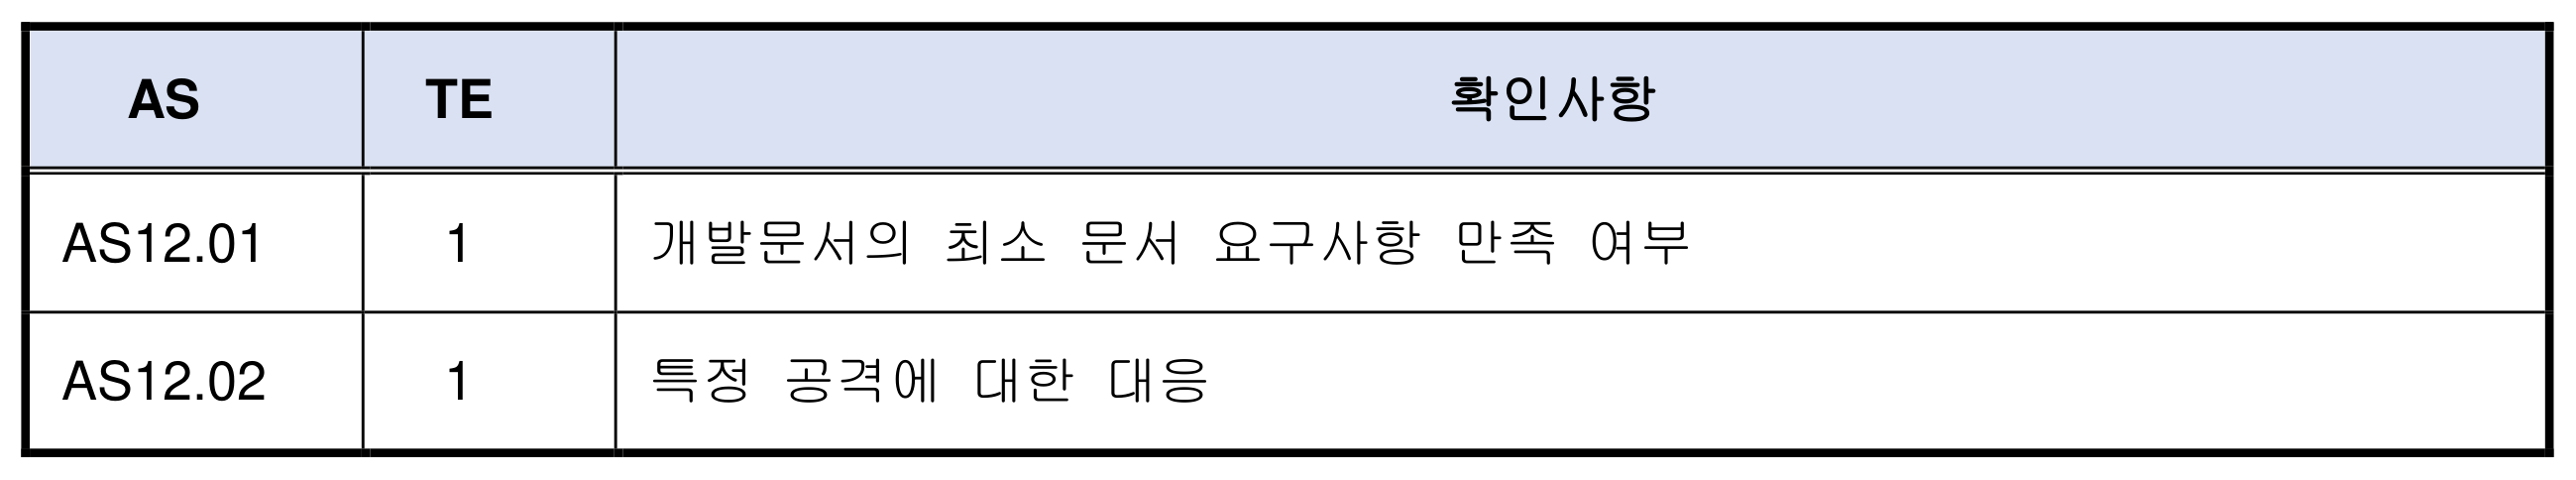 AS TE 확인사항
AS12.01 1 개발문서의 최소 문서 요구사항 만족 여부
AS12.02 1 특정 공격에 대한 대응